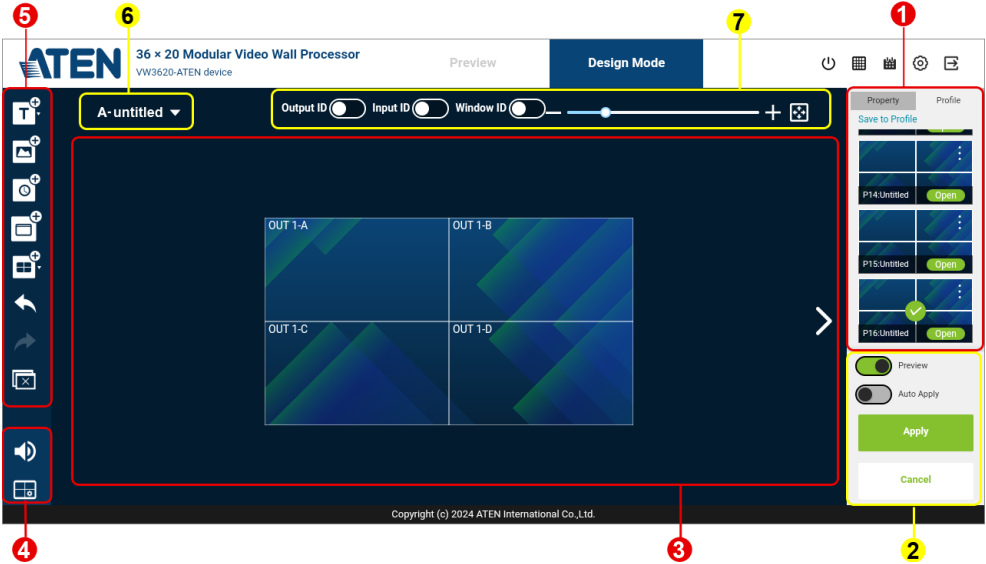 5
6
7
1
ATEN
36 × 20 Modular Video Wall Processor
VW3620-ATEN device
Preview
Design Mode
A-untitled
Output ID
Input ID
Window ID
Property
Profile
Save to Profile
T
P14:Untitled
Open
P15:Untitled
Open
P16:Untitled
Open
OUT 1-A
OUT 1-B
OUT 1-C
OUT 1-D
Preview
Auto Apply
Apply
Cancel
Copyright (c) 2024 ATEN International Co.,Ltd.
4
3
2